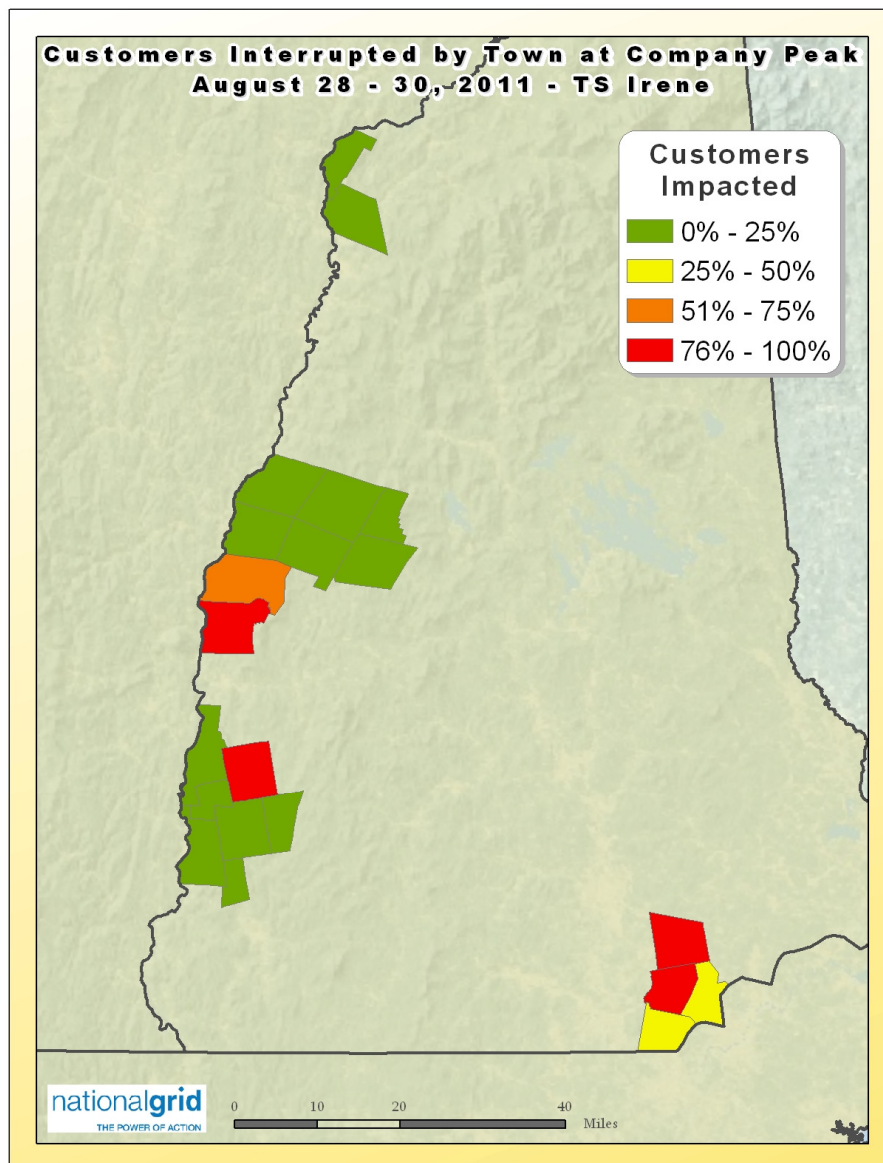 Customers Interrupted by Town at Company Peak
August 28 - 30, 2011 - TS Irene
Customers
Impacted
0% - 25%
25% - 50%
51% - 75%
76% - 100%
nationalgrid
THE POWER OF ACTION
0 10 20 40
Miles